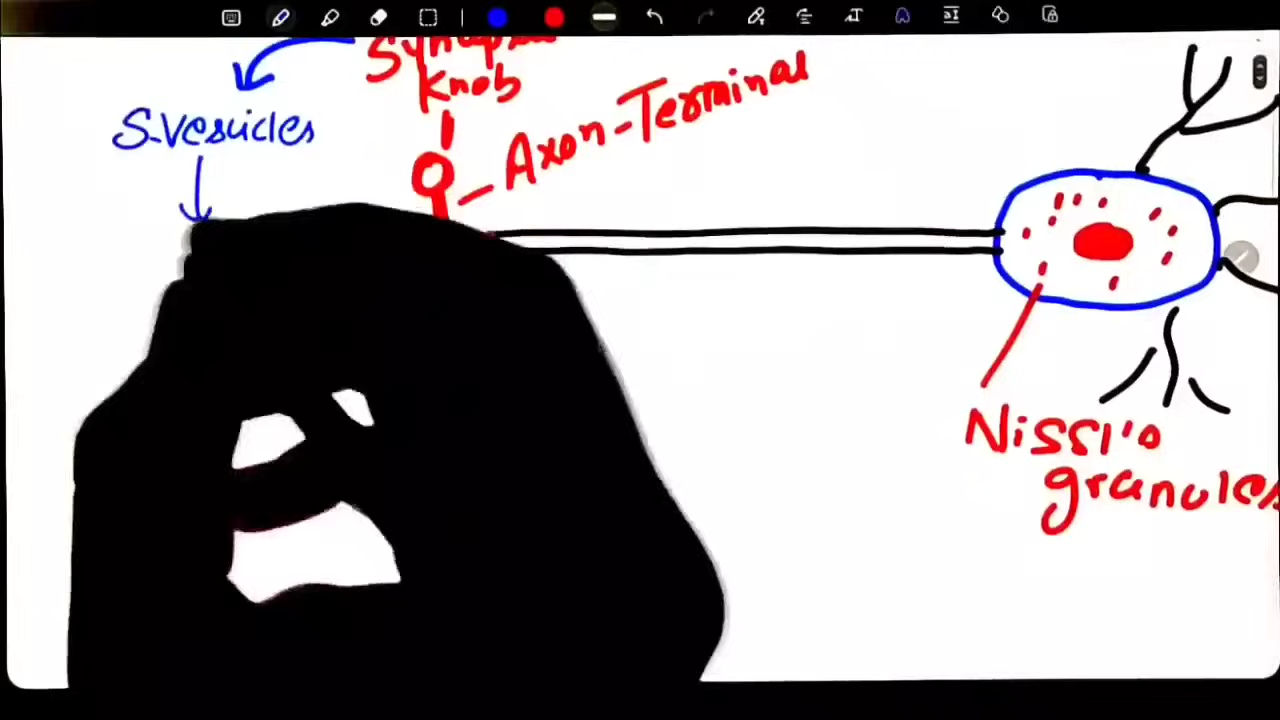 Knob
S.vesicles
Axon-Terminal
Nissl's
granules